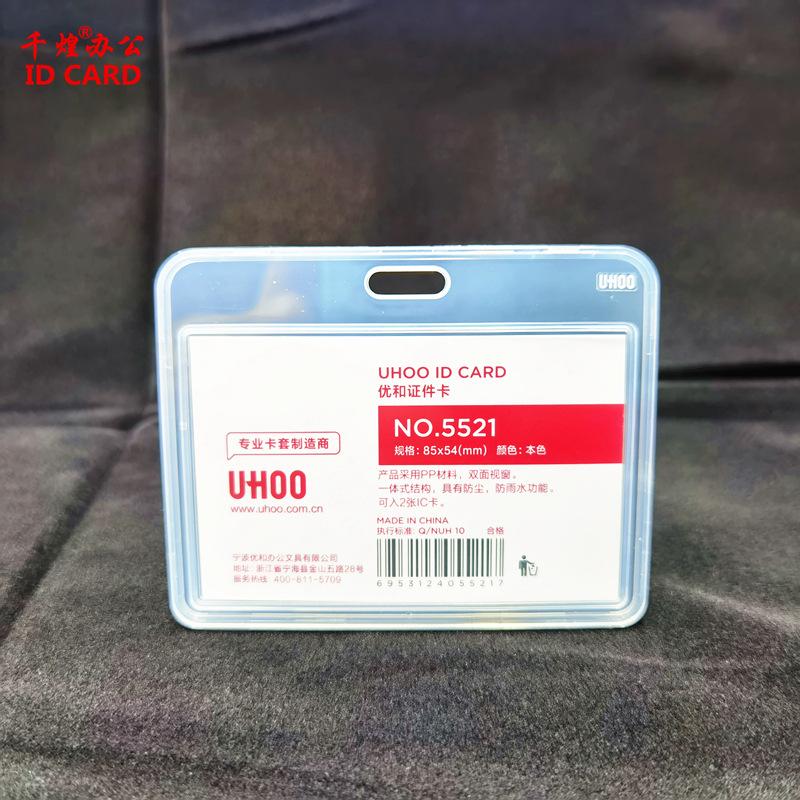 千煌®办公
ID CARD
UHOO
UHOO ID CARD
优和证件卡
NO.5521
规格: 85x54(mm) 颜色: 本色
专业卡套制造商
UHOO
www.uhoo.com.cn
产品采用PP材料，双面视窗。
一体式结构，具有防尘，防雨水功能。
可入2张IC卡。
MADE IN CHINA
执行标准: Q/NUH 10 合格
6953124055217
宁波优和办公文具有限公司
地址: 浙江省宁海县金山五路28号
服务热线: 400-811-5709